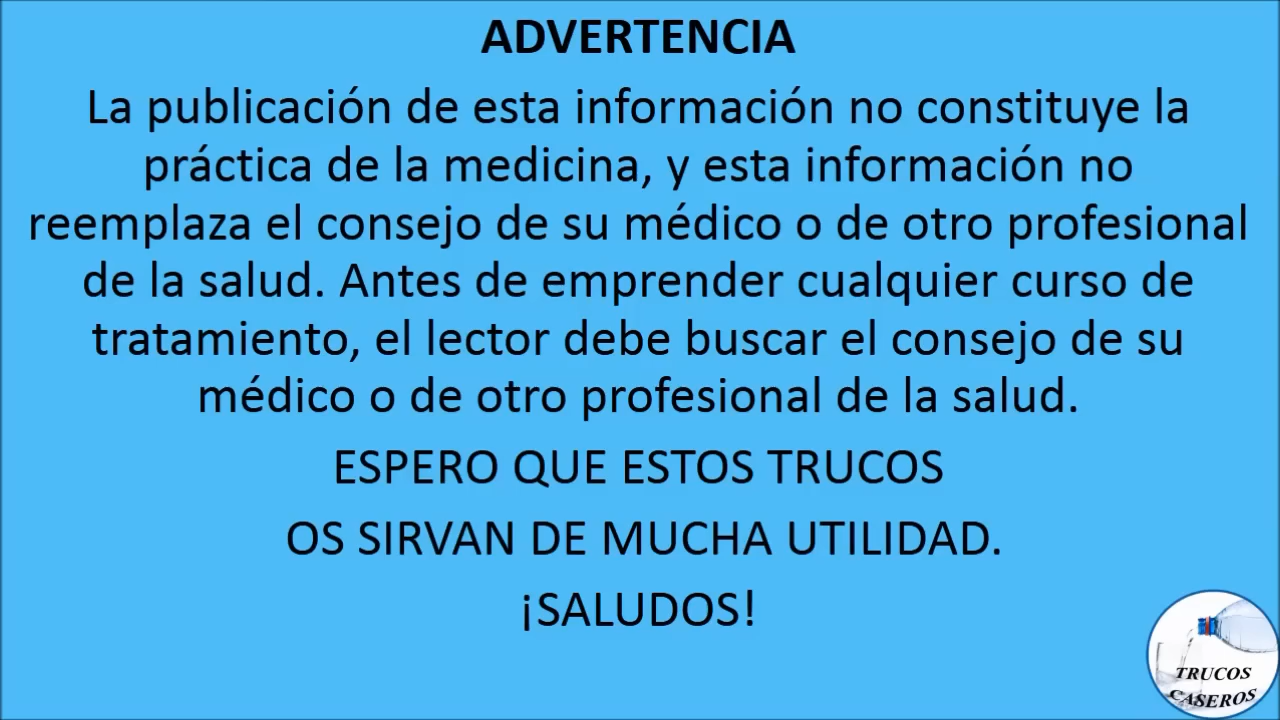 ADVERTENCIA
La publicación de esta información no constituye la
práctica de la medicina, y esta información no
reemplaza el consejo de su médico o de otro profesional
de la salud. Antes de emprender cualquier curso de
tratamiento, el lector debe buscar el consejo de su
médico o de otro profesional de la salud.
ESPERO QUE ESTOS TRUCOS
OS SIRVAN DE MUCHA UTILIDAD.
¡SALUDOS!
TRUCOS
CASEROS